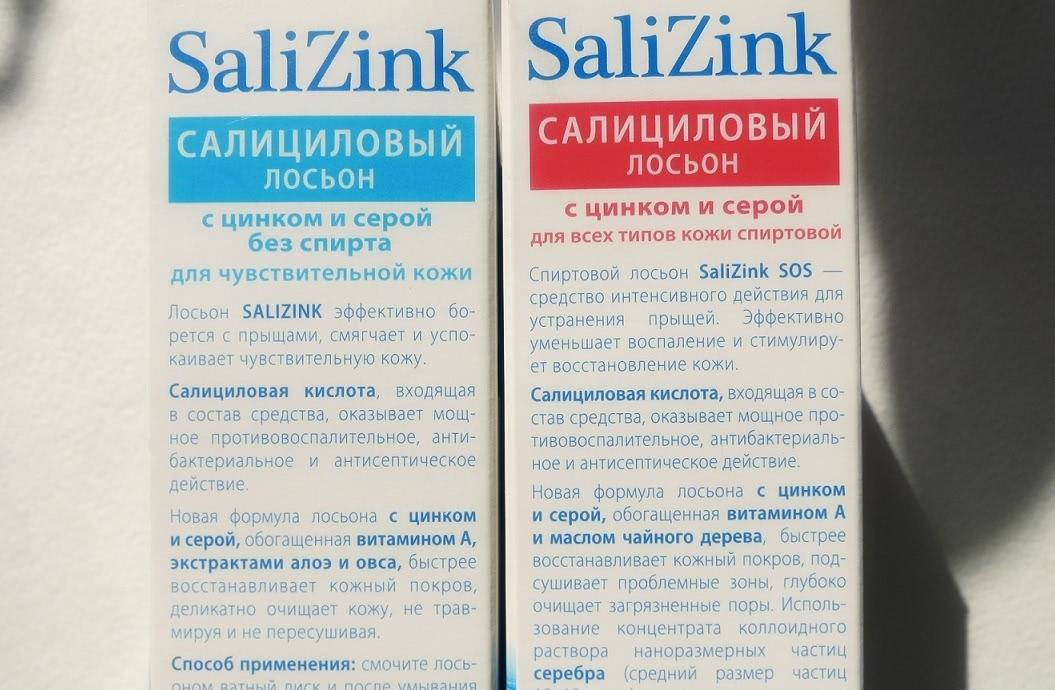 SaliZink
САЛИЦИЛОВЫЙ
ЛОСЬОН
с цинком и серой
без спирта
для чувствительной кожи
Лосьон SALIZINK эффективно бо-
рется с прыщами, смягчает и успо-
каивает чувствительную кожу.
Салициловая кислота, входящая
в состав средства, оказывает мощ-
ное противовоспалительное, анти-
бактериальное и антисептическое
действие.
Новая формула лосьона с цинком
и серой, обогащенная витамином А,
экстрактами алоэ и овса, быстрее
восстанавливает кожный покров,
деликатно очищает кожу, не трав-
мируя и не пересушивая.
Способ применения: смочите лось-
оном ватный диск и после умывания
SaliZink
САЛИЦИЛОВЫЙ
ЛОСЬОН
с цинком и серой
для всех типов кожи спиртовой
Спиртовой лосьон SaliZink SOS —
средство интенсивного действия для
устранения прыщей. Эффективно
уменьшает воспаление и стимулиру-
ет восстановление кожи.
Салициловая кислота, входящая в со-
став средства, оказывает мощное про-
тивовоспалительное, антибактериаль-
ное и антисептическое действие.
Новая формула лосьона с цинком
и серой, обогащенная витамином А
и маслом чайного дерева, быстрее
восстанавливает кожный покров, под-
сушивает проблемные зоны, глубоко
очищает загрязненные поры. Исполь-
зование концентрата коллоидного
раствора наноразмерных частиц
серебра (средний размер частиц